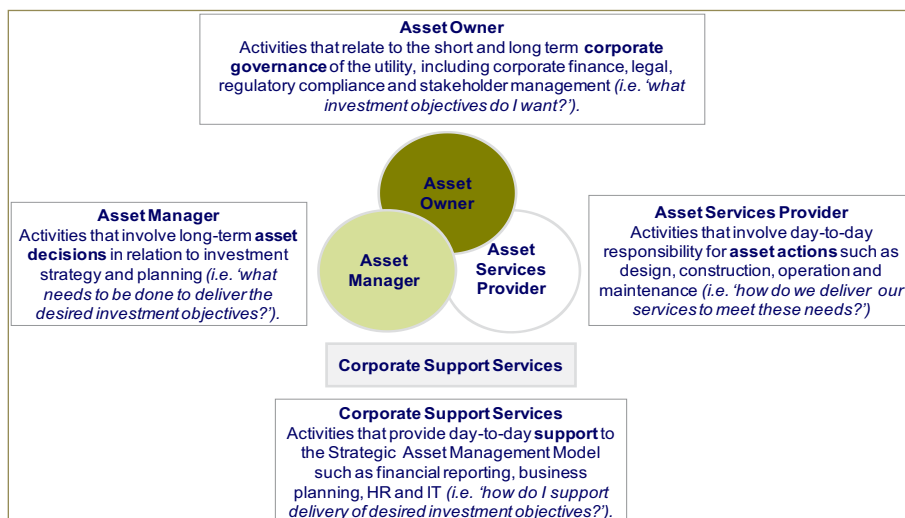 Asset Owner
Activities that relate to the short and long term corporate
governance of the utility, including corporate finance, legal,
regulatory compliance and stakeholder management (i.e. ‘what
investment objectives do I want?’).
Asset
Owner
Asset Manager
Activities that involve long-term asset
decisions in relation to investment
strategy and planning (i.e. ‘what
needs to be done to deliver the
desired investment objectives?’).
Asset
Manager
Asset
Services
Provider
Asset Services Provider
Activities that involve day-to-day
responsibility for asset actions such as
design, construction, operation and
maintenance (i.e. ‘how do we deliver our
services to meet these needs?’)
Corporate Support Services
Corporate Support Services
Activities that provide day-to-day support to
the Strategic Asset Management Model
such as financial reporting, business
planning, HR and IT (i.e. ‘how do I support
delivery of desired investment objectives?’).